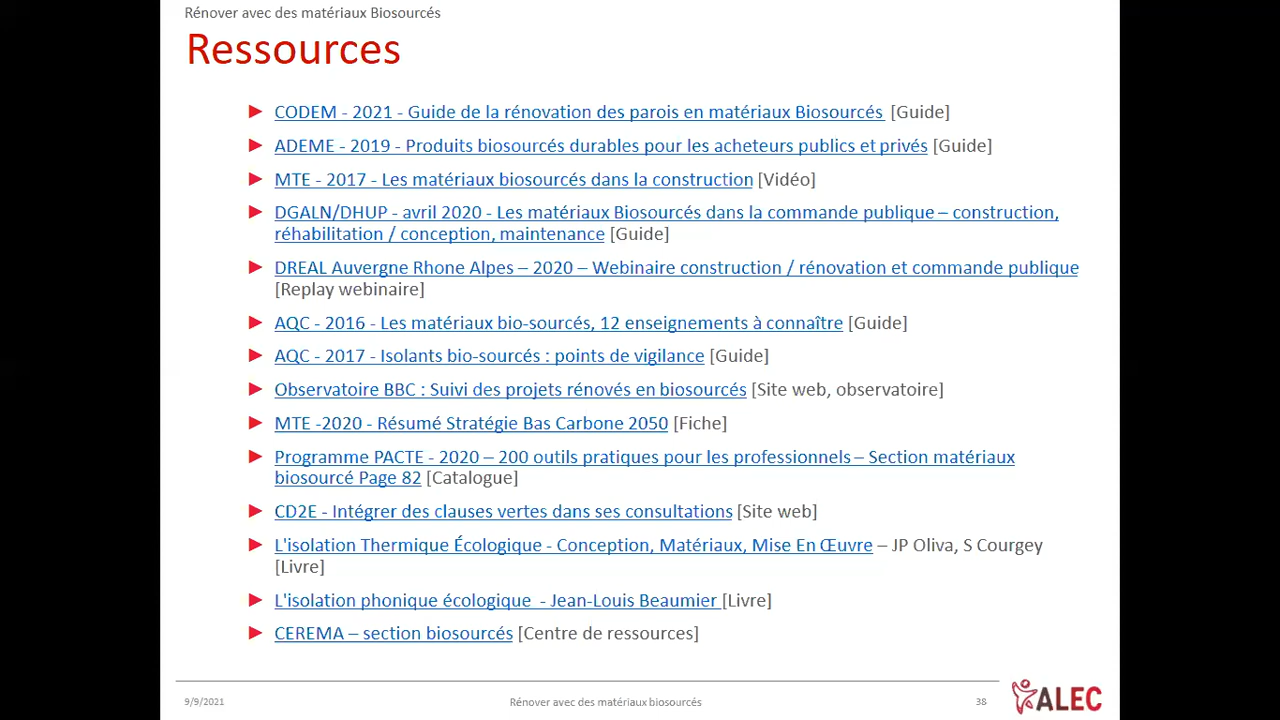 Rénover avec des matériaux Biosourcés
Ressources
CODEM - 2021 - Guide de la rénovation des parois en matériaux Biosourcés [Guide]
ADEME - 2019 - Produits biosourcés durables pour les acheteurs publics et privés [Guide]
MTE - 2017 - Les matériaux biosourcés dans la construction [Vidéo]
DGALN/DHUP - avril 2020 - Les matériaux Biosourcés dans la commande publique – construction,
réhabilitation / conception, maintenance [Guide]
DREAL Auvergne Rhone Alpes – 2020 – Webinaire construction / rénovation et commande publique
[Replay webinaire]
AQC - 2016 - Les matériaux bio-sourcés, 12 enseignements à connaître [Guide]
AQC - 2017 - Isolants bio-sourcés : points de vigilance [Guide]
Observatoire BBC : Suivi des projets rénovés en biosourcés [Site web, observatoire]
MTE -2020 - Résumé Stratégie Bas Carbone 2050 [Fiche]
Programme PACTE - 2020 – 200 outils pratiques pour les professionnels – Section matériaux
biosourcé Page 82 [Catalogue]
CD2E - Intégrer des clauses vertes dans ses consultations [Site web]
L'isolation Thermique Écologique - Conception, Matériaux, Mise En Œuvre – JP Oliva, S Courgey
[Livre]
L'isolation phonique écologique - Jean-Louis Beaumier [Livre]
CEREMA – section biosourcés [Centre de ressources]
9/9/2021
Rénover avec des matériaux biosourcés
38
ALEC